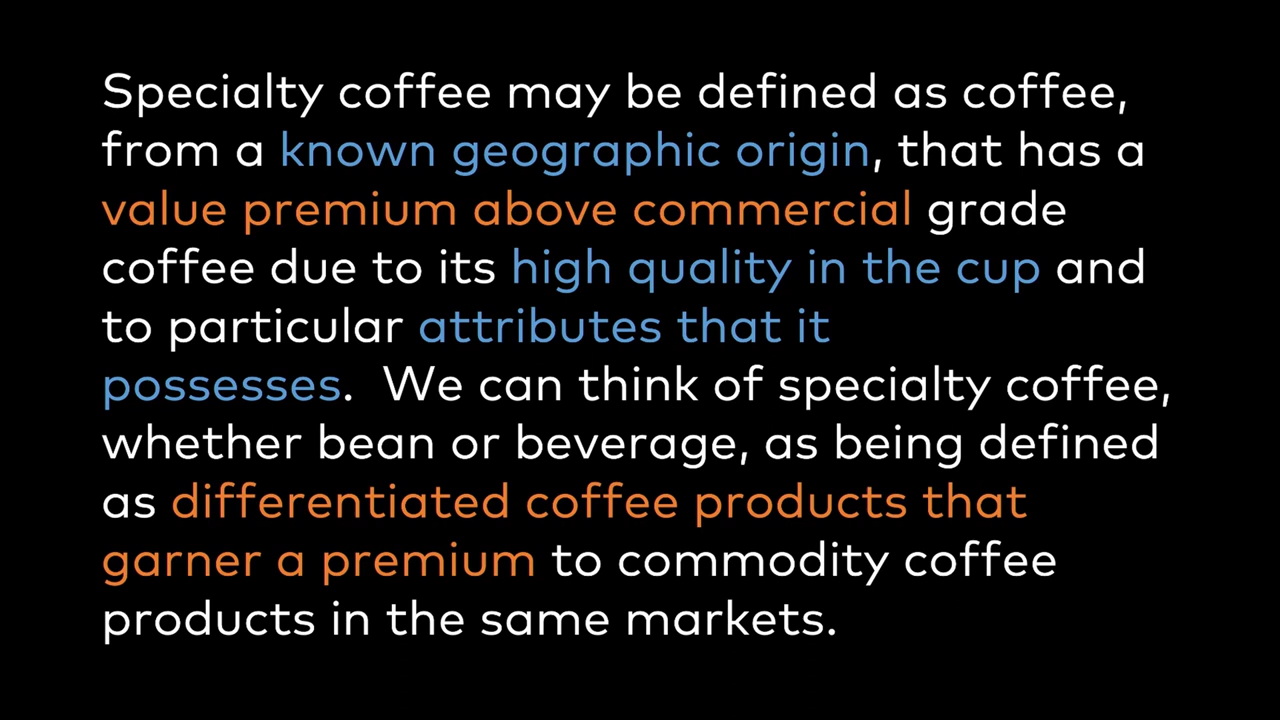 Specialty coffee may be defined as coffee,
from a known geographic origin, that has a
value premium above commercial grade
coffee due to its high quality in the cup and
to particular attributes that it
possesses.  We can think of specialty coffee,
whether bean or beverage, as being defined
as differentiated coffee products that
garner a premium to commodity coffee
products in the same markets.